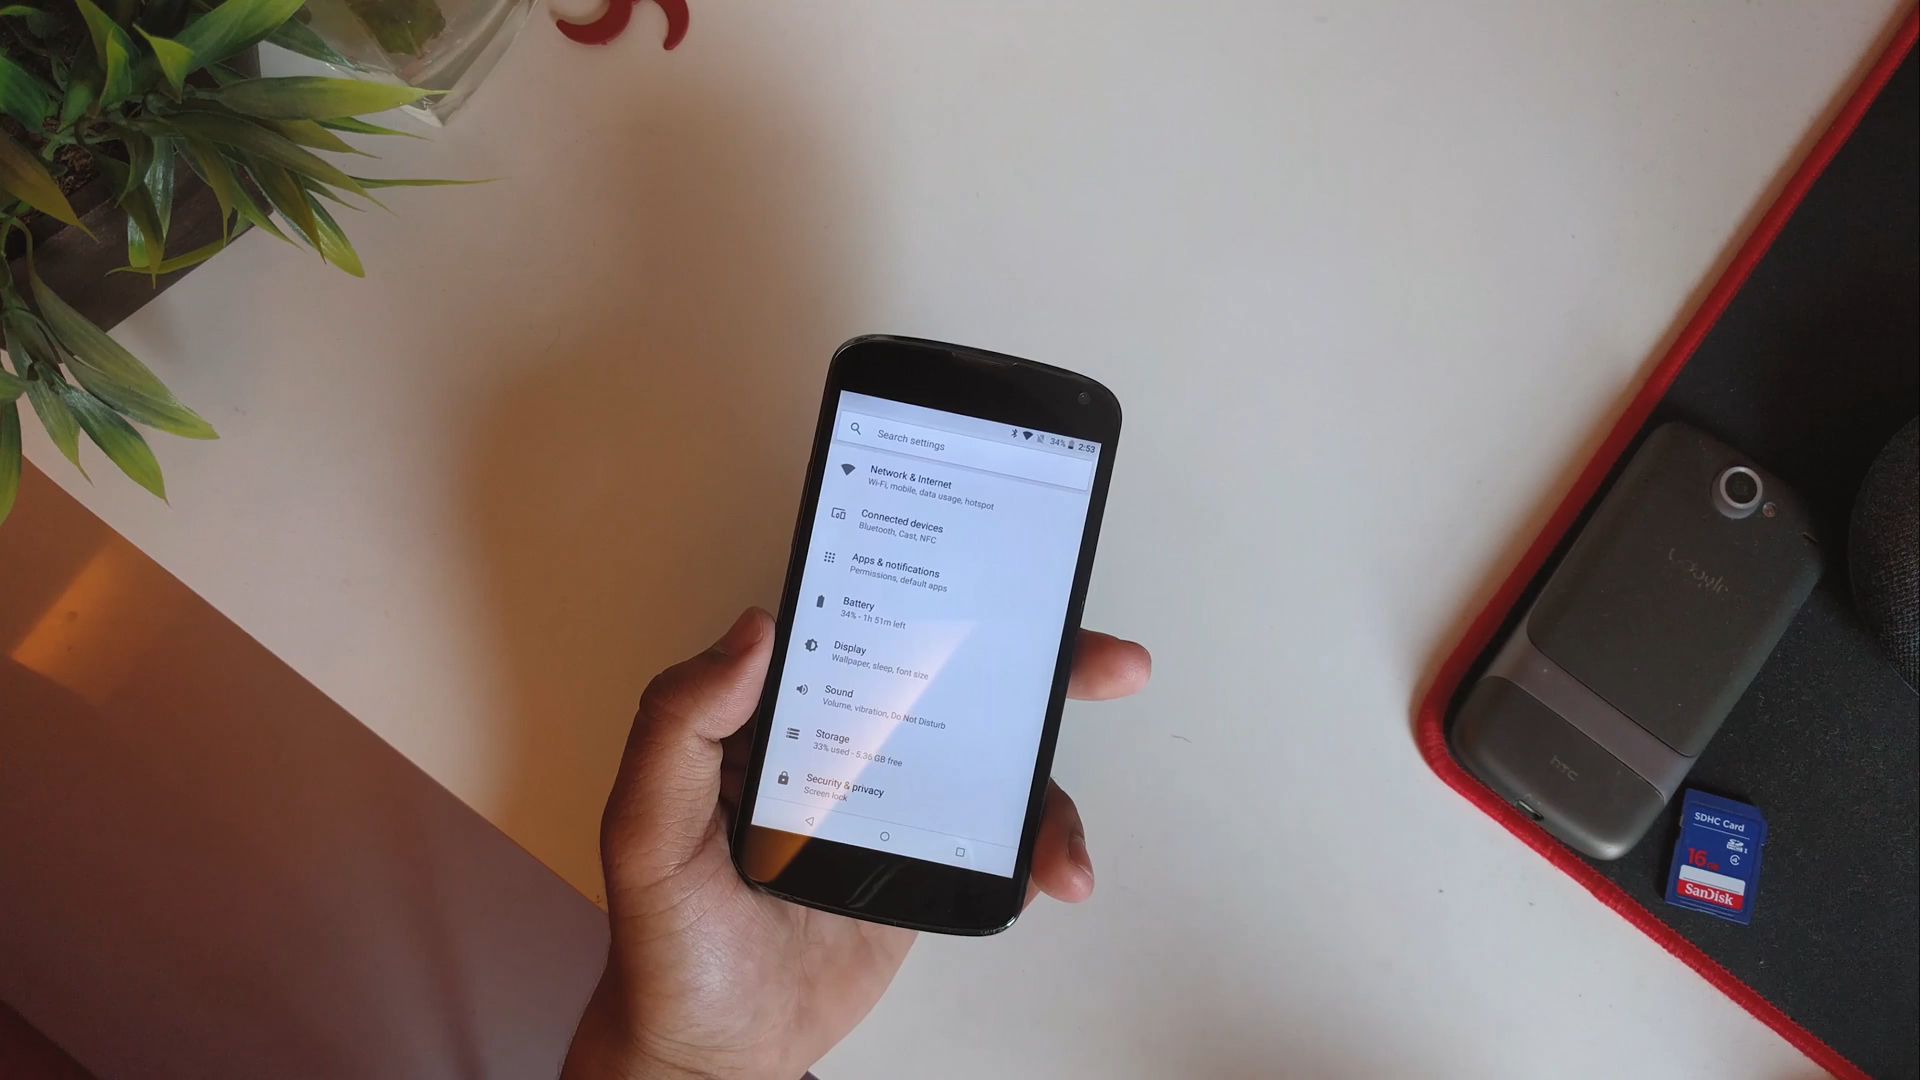 34% 2:53
Search settings
Network & Internet
Wi-Fi, mobile, data usage, hotspot
Connected devices
Bluetooth, Cast, NFC
Apps & notifications
Permissions, default apps
Battery
34% - 1h 51m left
Display
Wallpaper, sleep, font size
Sound
Volume, vibration, Do Not Disturb
Storage
33% used - 5.36 GB free
Security & privacy
Screen lock
Google
hTC
SDHC Card
16
SanDisk